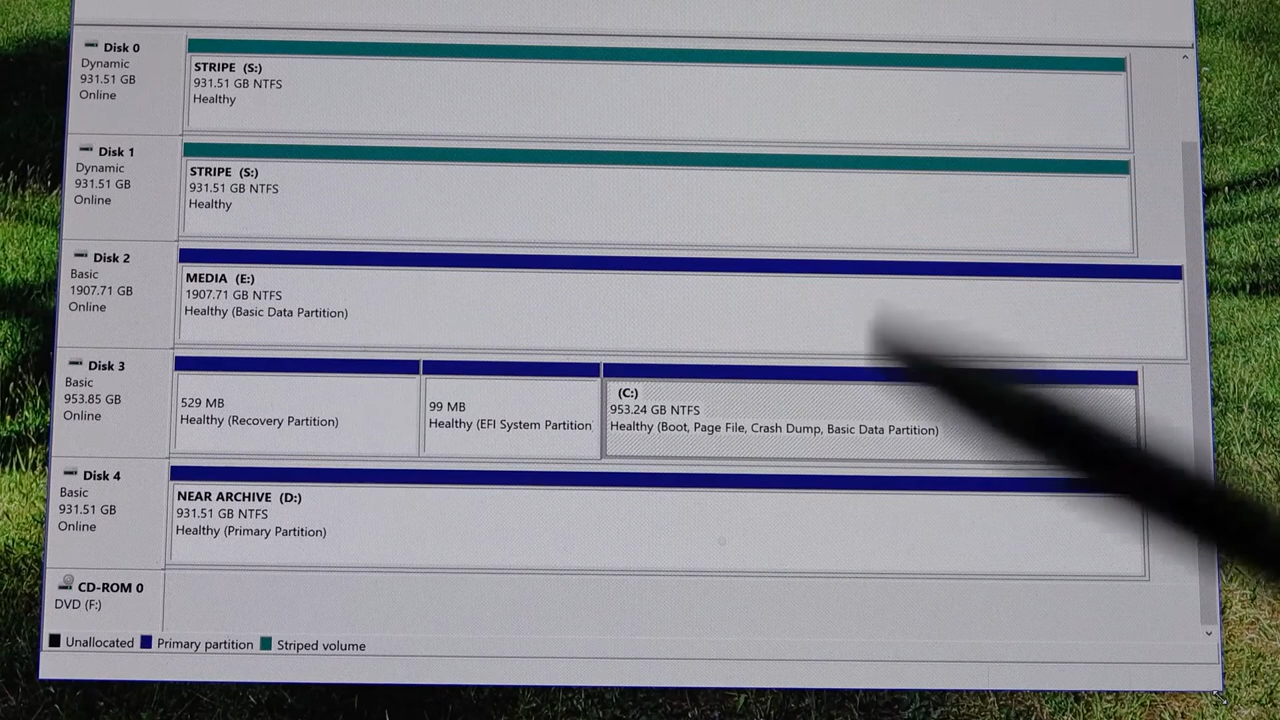 Disk 0
Dynamic
931.51 GB
Online
STRIPE (S:)
931.51 GB NTFS
Healthy
Disk 1
Dynamic
931.51 GB
Online
STRIPE (S:)
931.51 GB NTFS
Healthy
Disk 2
Basic
1907.71 GB
Online
MEDIA (E:)
1907.71 GB NTFS
Healthy (Basic Data Partition)
Disk 3
Basic
953.85 GB
Online
529 MB
Healthy (Recovery Partition)
99 MB
Healthy (EFI System Partition
(C:)
953.24 GB NTFS
Healthy (Boot, Page File, Crash Dump, Basic Data Partition)
Disk 4
Basic
931.51 GB
Online
NEAR ARCHIVE (D:)
931.51 GB NTFS
Healthy (Primary Partition)
CD-ROM 0
DVD (F:)
Unallocated Primary partition Striped volume